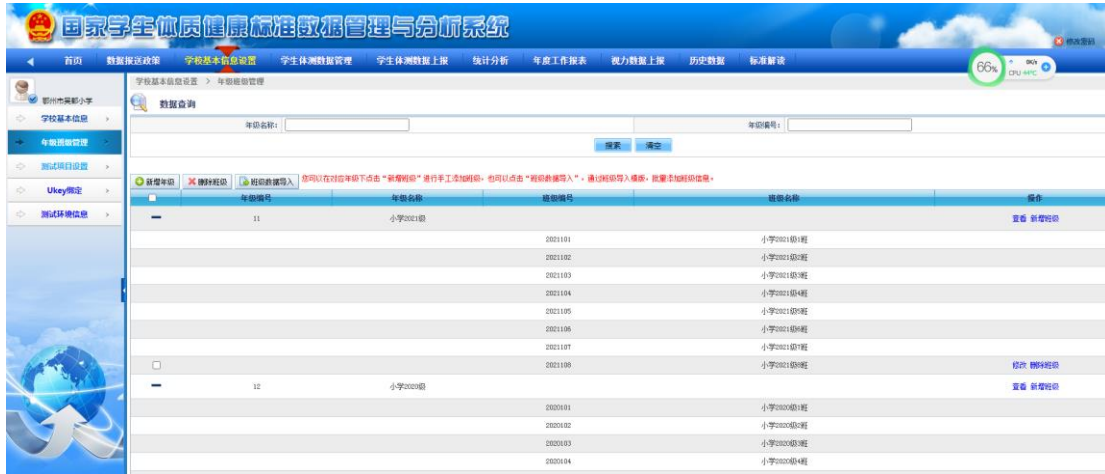 国家学生体质健康标准数据管理与分析系统
修改密码
首页 数据报送政策 学校基本信息设置 学生体测数据管理 学生体测数据上报 统计分析 年度工作报表 视力数据上报 历史数据 标准解读
66%
0K/s
CPU
鄂州市吴都小学
学校基本信息
年级班级管理
测试项目设置
Ukey绑定
测试环境信息
学校基本信息设置 > 年级班级管理
数据查询
年级名称: 年级编号:
搜索 清空
新增年级 删除班级 班级数据导入 您可以在对应年级下点击“新增班级”进行手工添加班级。也可以点击“班级数据导入”,通过班级导入模版,批量添加班级信息。
年级编号 年级名称 班级编号 班级名称 操作
11 小学2021级 查看 新增班级
2021101 小学2021级1班
2021102 小学2021级2班
2021103 小学2021级3班
2021104 小学2021级4班
2021105 小学2021级5班
2021106 小学2021级6班
2021107 小学2021级7班
2021108 小学2021级8班 修改 删除班级
12 小学2020级 查看 新增班级
2020101 小学2020级1班
2020102 小学2020级2班
2020103 小学2020级3班
2020104 小学2020级4班